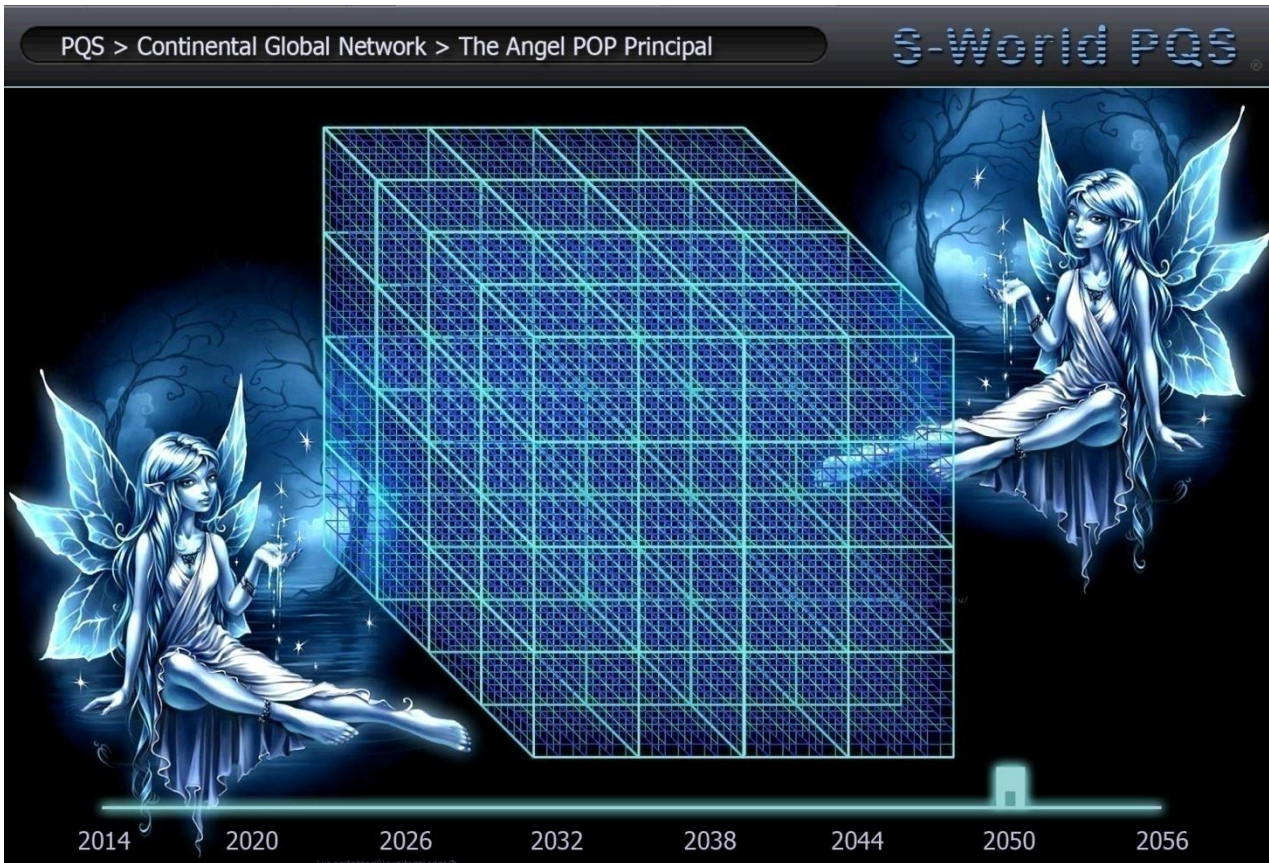 PQS > Continental Global Network > The Angel POP Principal
S-World PQS ®
2014 2020 2026 2032 2038 2044 2050 2056